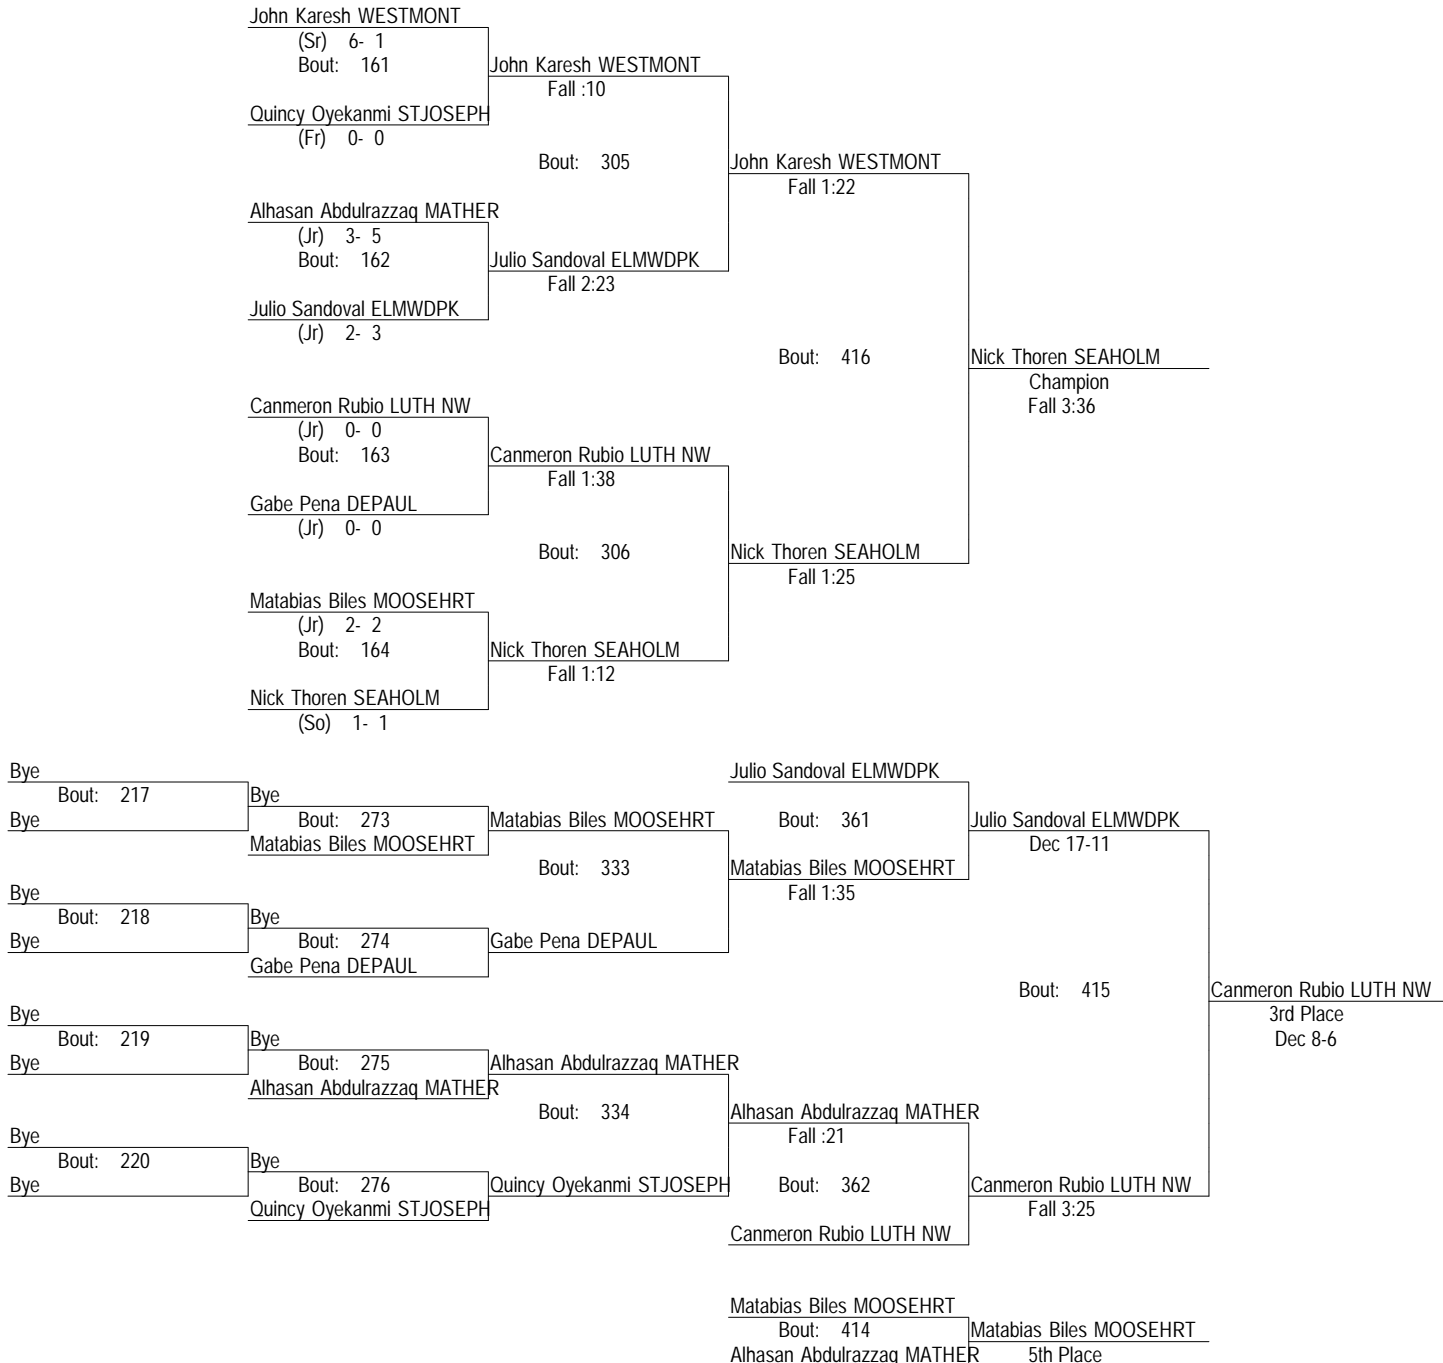 John Karesh WESTMONT
(Sr) 6- 1
Bout: 161
John Karesh WESTMONT
Fall :10
Quincy Oyekanmi STJOSEPH
(Fr) 0- 0
Bout: 305
John Karesh WESTMONT
Fall 1:22
Alhasan Abdulrazzaq MATHER
(Jr) 3- 5
Bout: 162
Julio Sandoval ELMWDPK
Fall 2:23
Julio Sandoval ELMWDPK
(Jr) 2- 3
Bout: 416
Nick Thoren SEAHOLM
Champion
Fall 3:36
Canmeron Rubio LUTH NW
(Jr) 0- 0
Bout: 163
Canmeron Rubio LUTH NW
Fall 1:38
Gabe Pena DEPAUL
(Jr) 0- 0
Bout: 306
Nick Thoren SEAHOLM
Fall 1:25
Matabias Biles MOOSEHRT
(Jr) 2- 2
Bout: 164
Nick Thoren SEAHOLM
Fall 1:12
Nick Thoren SEAHOLM
(So) 1- 1
Bye
Bout: 217
Bye
Bye
Bout: 273
Matabias Biles MOOSEHRT
Matabias Biles MOOSEHRT
Bout: 333
Julio Sandoval ELMWDPK
Bout: 361
Julio Sandoval ELMWDPK
Dec 17-11
Matabias Biles MOOSEHRT
Fall 1:35
Bye
Bout: 218
Bye
Bye
Bout: 274
Gabe Pena DEPAUL
Gabe Pena DEPAUL
Bout: 415
Canmeron Rubio LUTH NW
3rd Place
Dec 8-6
Bye
Bout: 219
Bye
Bye
Bout: 275
Alhasan Abdulrazzaq MATHER
Alhasan Abdulrazzaq MATHER
Bout: 334
Alhasan Abdulrazzaq MATHER
Fall :21
Bye
Bout: 220
Bye
Bye
Bout: 276
Quincy Oyekanmi STJOSEPH
Quincy Oyekanmi STJOSEPH
Bout: 362
Canmeron Rubio LUTH NW
Fall 3:25
Canmeron Rubio LUTH NW
Matabias Biles MOOSEHRT
Bout: 414
Matabias Biles MOOSEHRT
Alhasan Abdulrazzaq MATHER
5th Place